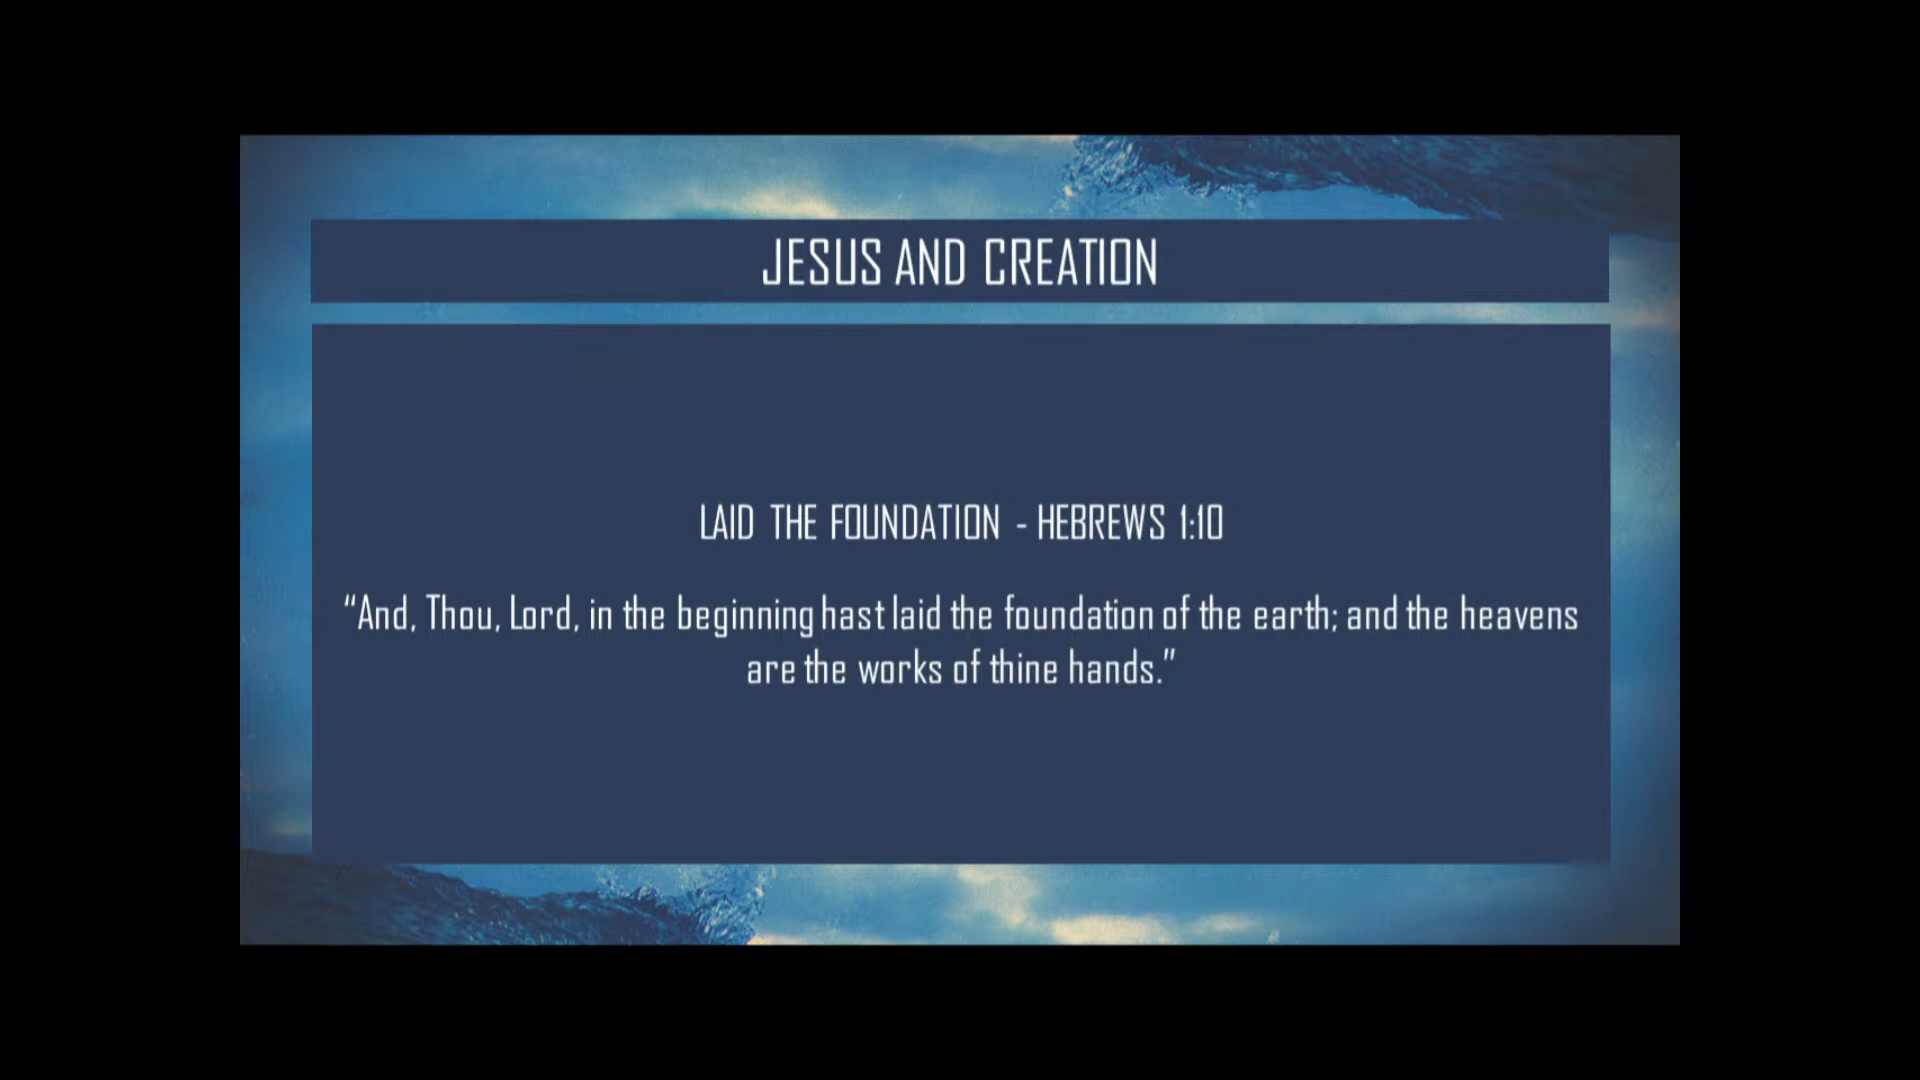 JESUS AND CREATION
LAID THE FOUNDATION - HEBREWS 1:10
“And, Thou, Lord, in the beginning hast laid the foundation of the earth; and the heavens
are the works of thine hands.”